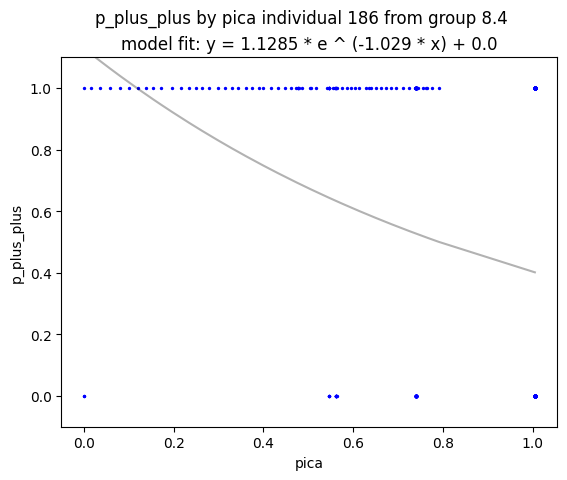 p_plus_plus by pica individual 186 from group 8.4
model fit: y = 1.1285 * e ^ (-1.029 * x) + 0.0
1.0
0.8
0.6
0.4
0.2
0.0
p_plus_plus
0.0 0.2 0.4 0.6 0.8 1.0
pica